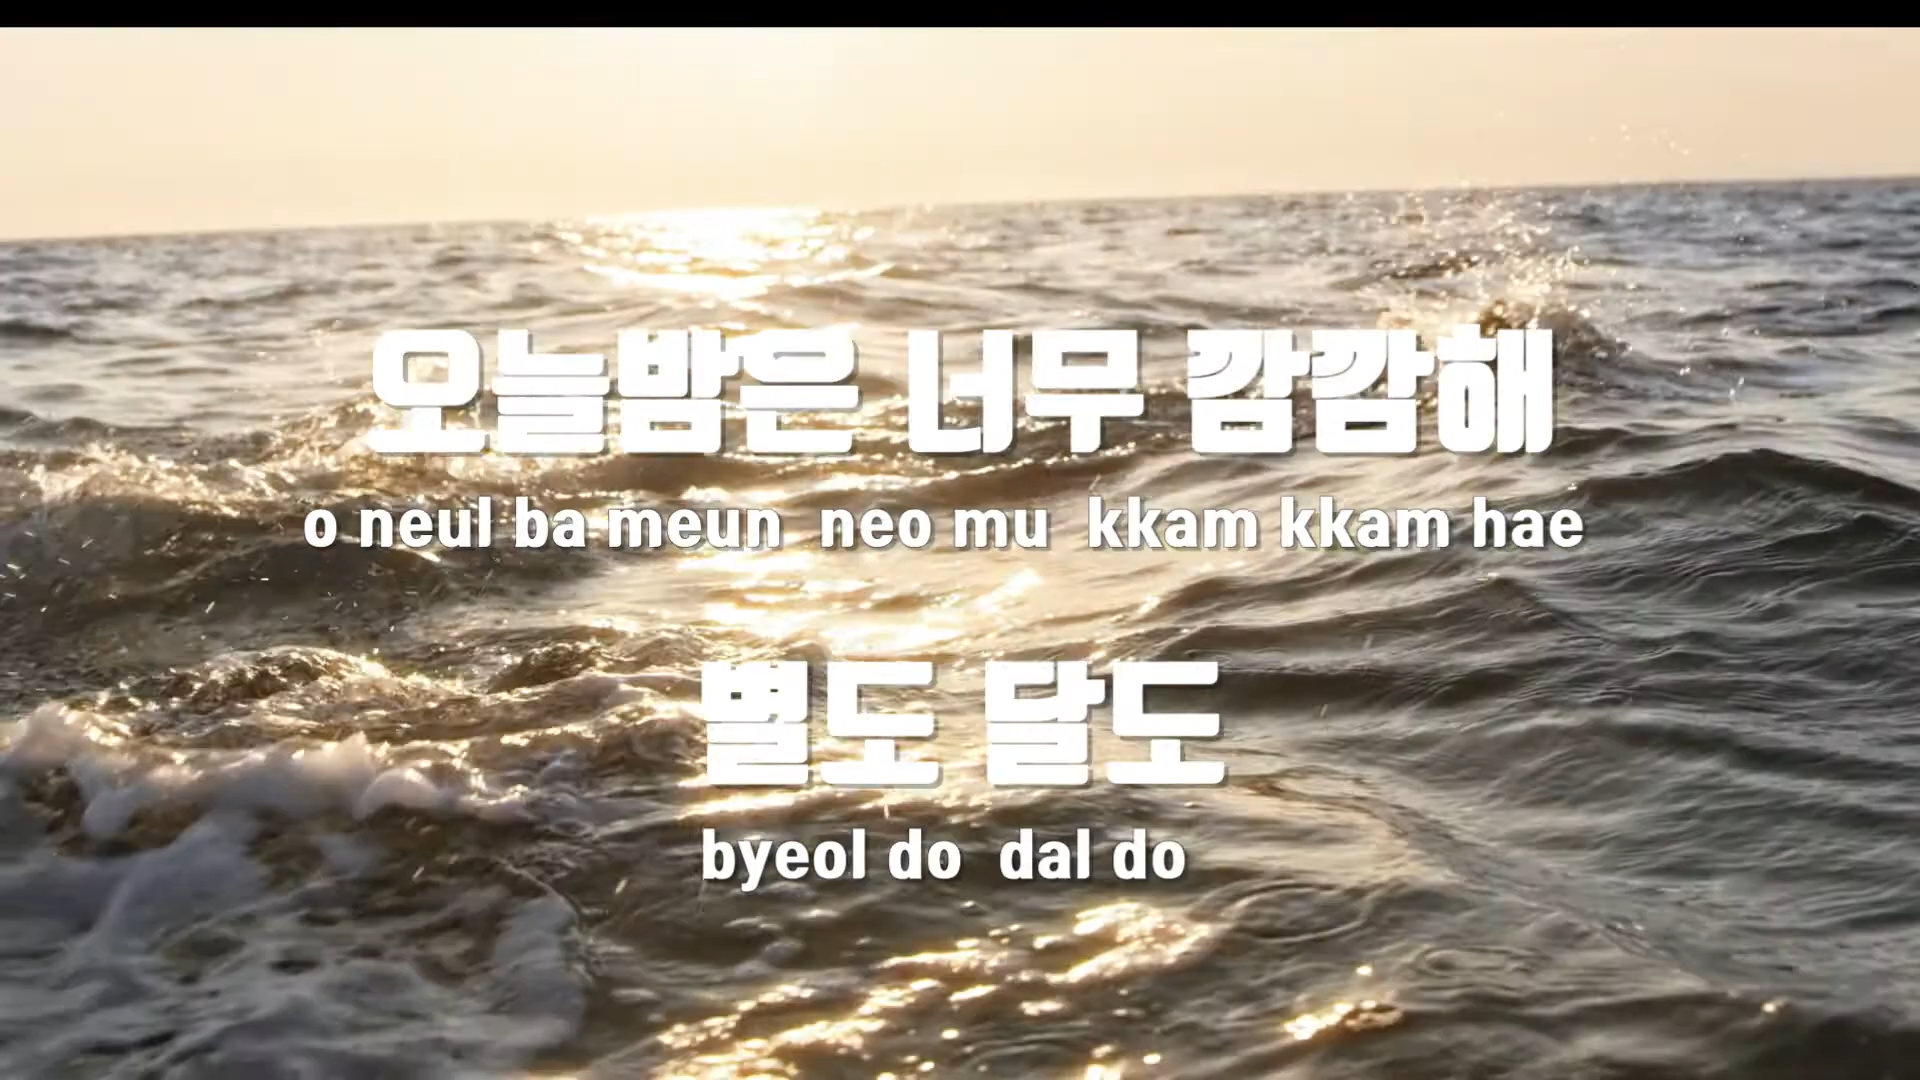 오늘밤은 너무 깜깜해
o neul ba meun neo mu kkam kkam hae
별도 달도
byeol do dal do